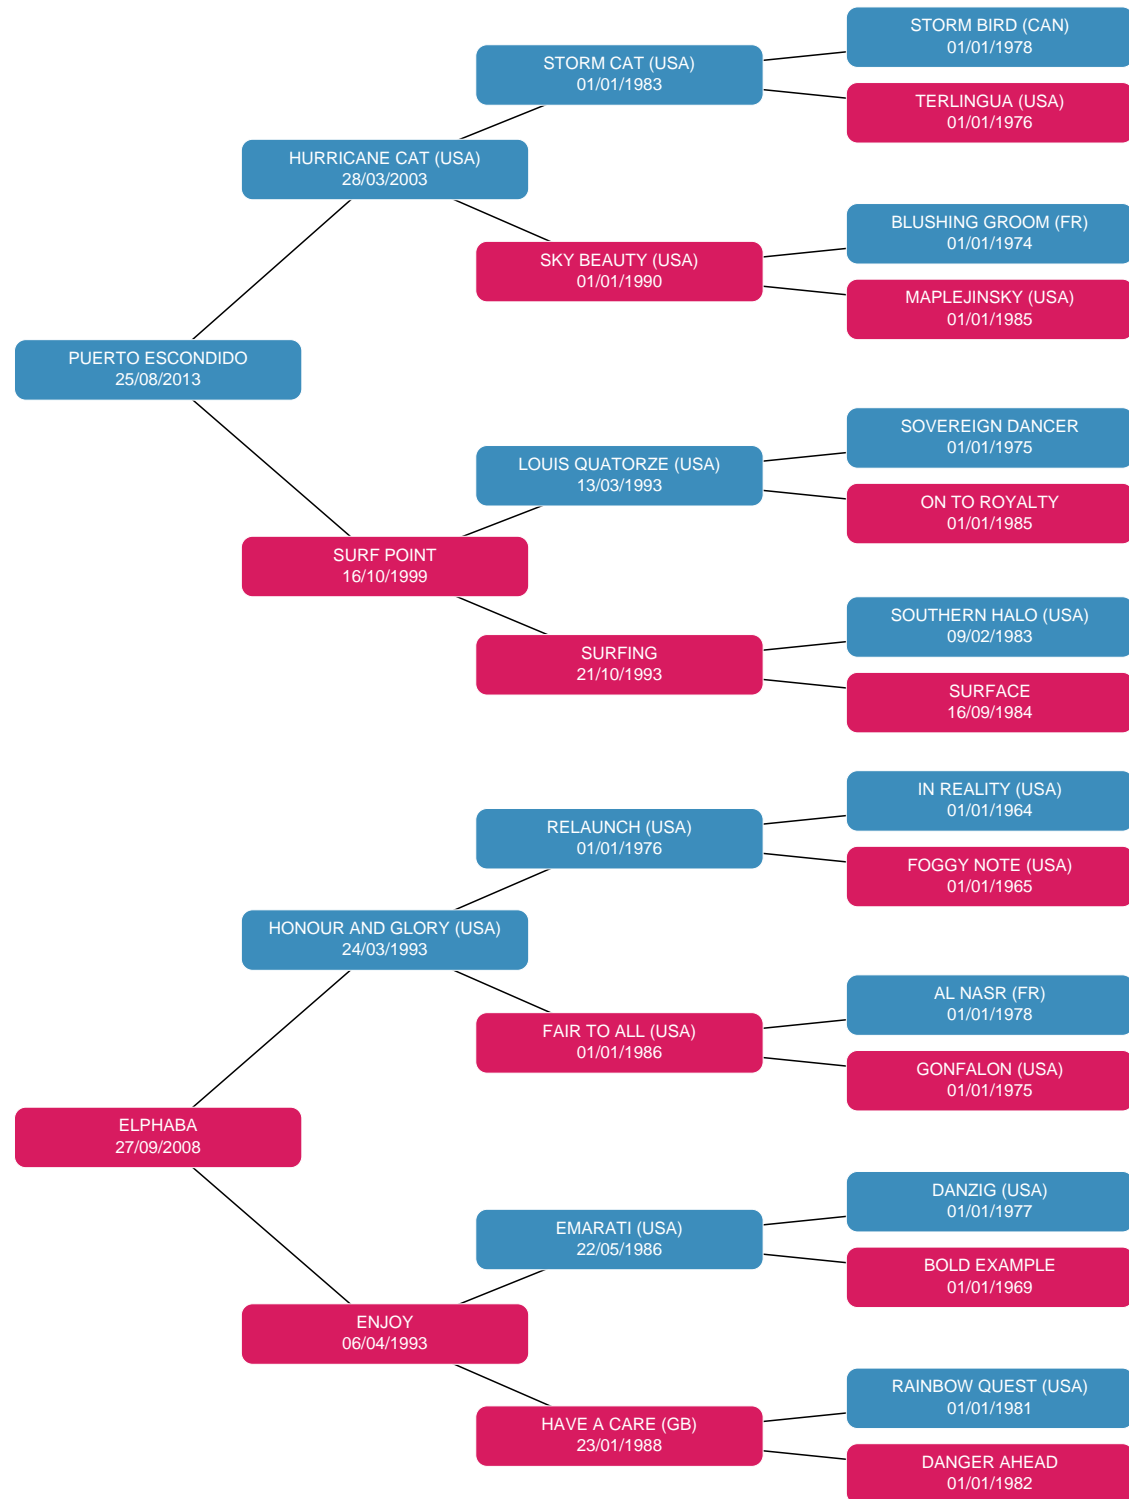 STORM BIRD (CAN)
01/01/1978
STORM CAT (USA)
01/01/1983
TERLINGUA (USA)
01/01/1976
HURRICANE CAT (USA)
28/03/2003
BLUSHING GROOM (FR)
01/01/1974
SKY BEAUTY (USA)
01/01/1990
MAPLEJINSKY (USA)
01/01/1985
PUERTO ESCONDIDO
25/08/2013
SOVEREIGN DANCER
01/01/1975
LOUIS QUATORZE (USA)
13/03/1993
ON TO ROYALTY
01/01/1985
SURF POINT
16/10/1999
SOUTHERN HALO (USA)
09/02/1983
SURFING
21/10/1993
SURFACE
16/09/1984
IN REALITY (USA)
01/01/1964
RELAUNCH (USA)
01/01/1976
FOGGY NOTE (USA)
01/01/1965
HONOUR AND GLORY (USA)
24/03/1993
AL NASR (FR)
01/01/1978
FAIR TO ALL (USA)
01/01/1986
GONFALON (USA)
01/01/1975
ELPHABA
27/09/2008
DANZIG (USA)
01/01/1977
EMARATI (USA)
22/05/1986
BOLD EXAMPLE
01/01/1969
ENJOY
06/04/1993
RAINBOW QUEST (USA)
01/01/1981
HAVE A CARE (GB)
23/01/1988
DANGER AHEAD
01/01/1982